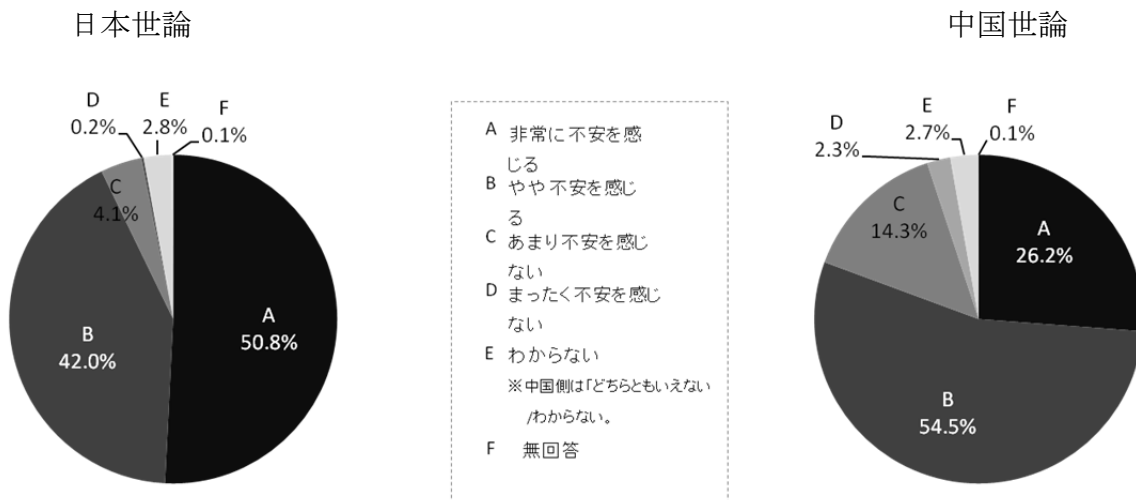 日本世論
中国世論
D
0.2%
E
2.8%
F
0.1%
C
4.1%
B
42.0%
A
50.8%
A 非常に不安を感
じる
B やや不安を感じ
る
C あまり不安を感じ
ない
D まったく不安を感じ
ない
E わからない
※中国側は「どちらともいえない
/わからない。
F 無回答
D
2.3%
E
2.7%
F
0.1%
C
14.3%
A
26.2%
B
54.5%